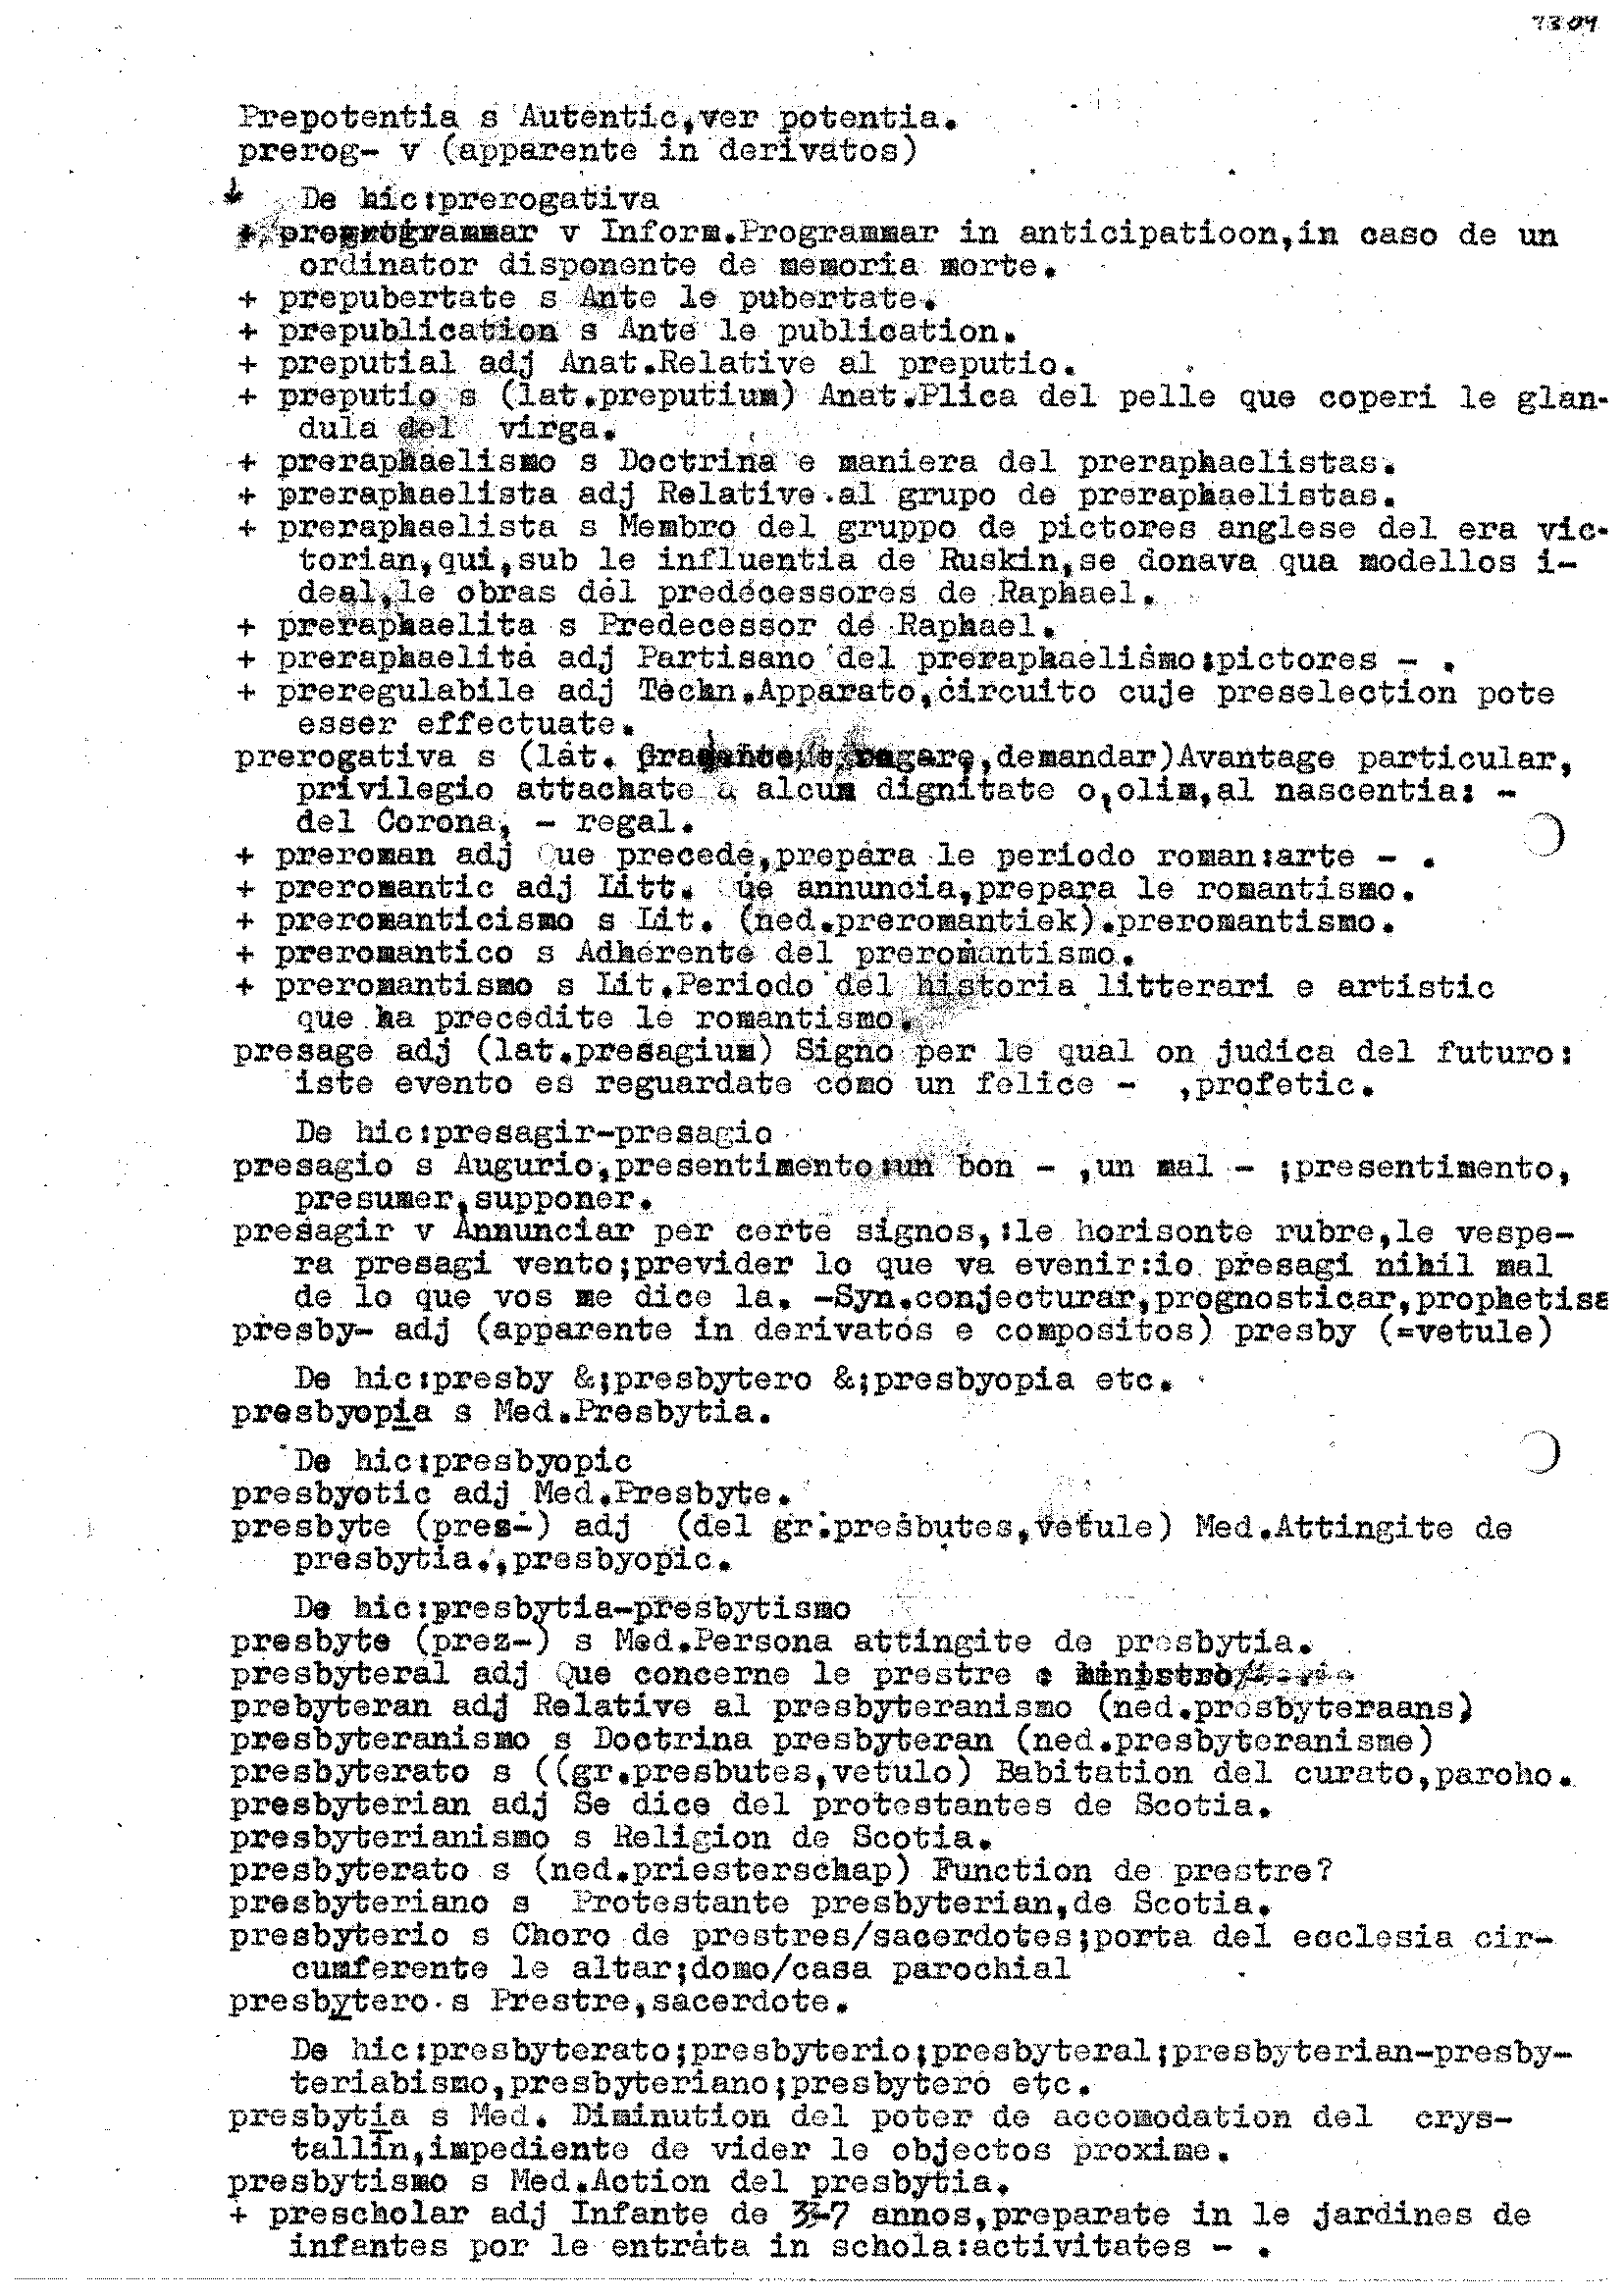 7304
Prepotentia s Autentic,ver potentia.
prerog- v (apparente in derivatos)
De hic:prerogativa
+ preprogrammar v Inform.Programmar in anticipatioon,in caso de un
ordinator disponente de memoria morte.
+ prepubertate s Ante le pubertate.
+ prepublication s Ante le publication.
+ preputial adj Anat.Relative al preputio.
+ preputio s (lat.preputium) Anat.Plica del pelle que coperi le glan-
dula del virga.
+ preraphaelismo s Doctrina e maniera del preraphaelistas.
+ preraphaelista adj Relative.al grupo de preraphaelistas.
+ preraphaelista s Membro del gruppo de pictores anglese del era vic-
torian,qui,sub le influentia de Ruskin,se donava qua modellos i-
deal,le obras del predecessores de Raphael.
+ preraphaelita s Predecessor de Raphael.
+ preraphaelita adj Partisano del preraphaelismo:pictores - .
+ preregulabile adj Techn.Apparato,circuito cuje preselection pote
esser effectuate.
prerogativa s (lat. demandar)Avantage particular,
privilegio attachate a alcum dignitate o,olim,al nascentia: -
del Corona, - regal.
+ preroman adj Que precede,prepara le periodo roman:arte - .
+ preromantic adj Litt. Que annuncia,prepara le romantismo.
+ preromanticismo s Lit. (ned.preromantiek).preromantismo.
+ preromantico s Adherente del preromantismo.
+ preromantismo s Lit.Periodo del historia litterari e artistic
que ha precedite le romantismo.
presage adj (lat.presagium) Signo per le qual on judica del futuro:
iste evento es reguardate como un felice - ,profetic.
De hic:presagir-presagio
presagio s Augurio,presentimento:un bon - ,un mal - ;presentimento,
presumer,supponer.
presagir v Annunciar per certe signos,:le horisonte rubre,le vespe-
ra presagi vento;previder lo que va evenir:io presagi nihil mal
de lo que vos me dice la. -Syn.conjecturar,prognosticar,prophetisa
presby- adj (apparente in derivatos e compositos) presby (=vetule)
De hic:presby &;presbytero &;presbyopia etc.
presbyopia s Med.Presbytia.
De hic:presbyopic
presbyotic adj Med.Presbyte.
presbyte (pres-) adj (del gr.presbutes,vetule) Med.Attingite de
presbytia.,presbyopic.
De hic:presbytia-presbytismo
presbyte (prez-) s Med.Persona attingite de presbytia.
presbyteral adj Que concerne le prestre e ministro
prebyteran adj Relative al presbyteranismo (ned.presbyteraans)
presbyteranismo s Doctrina presbyteran (ned.presbyteranisme)
presbyterato s ((gr.presbutes,vetulo) Babitation del curato,paroho.
presbyterian adj Se dice del protestantes de Scotia.
presbyterianismo s Religion de Scotia.
presbyterato s (ned.priesterschap) Function de prestre?
presbyteriano s Protestante presbyterian,de Scotia.
presbyterio s Choro de prestres/sacerdotes;porta del ecclesia cir-
cumferente le altar;domo/casa parochial
presbytero s Prestre,sacerdote.
De hic:presbyterato;presbyterio;presbyteral;presbyterian-presby-
teriabismo,presbyteriano;presbytero etc.
presbytia s Med. Diminution del poter de accomodation del crys-
tallin,impediente de vider le objectos proxime.
presbytismo s Med.Action del presbytia.
+ prescholar adj Infante de 3-7 annos,preparate in le jardines de
infantes por le entrata in schola:activitates - .